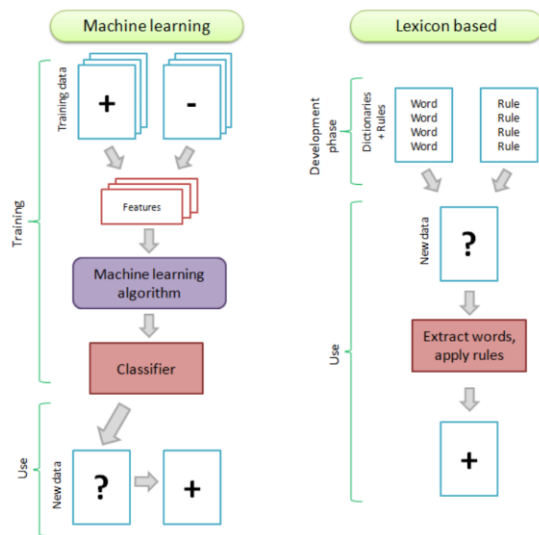 Machine learning
Training
Training data
+
-
Features
Machine learning
algorithm
Classifier
Use
New data
?
+
Lexicon based
Development
phase
Dictionaries
+ Rules
Word
Word
Word
Word
Rule
Rule
Rule
Rule
Use
New data
?
Extract words,
apply rules
+